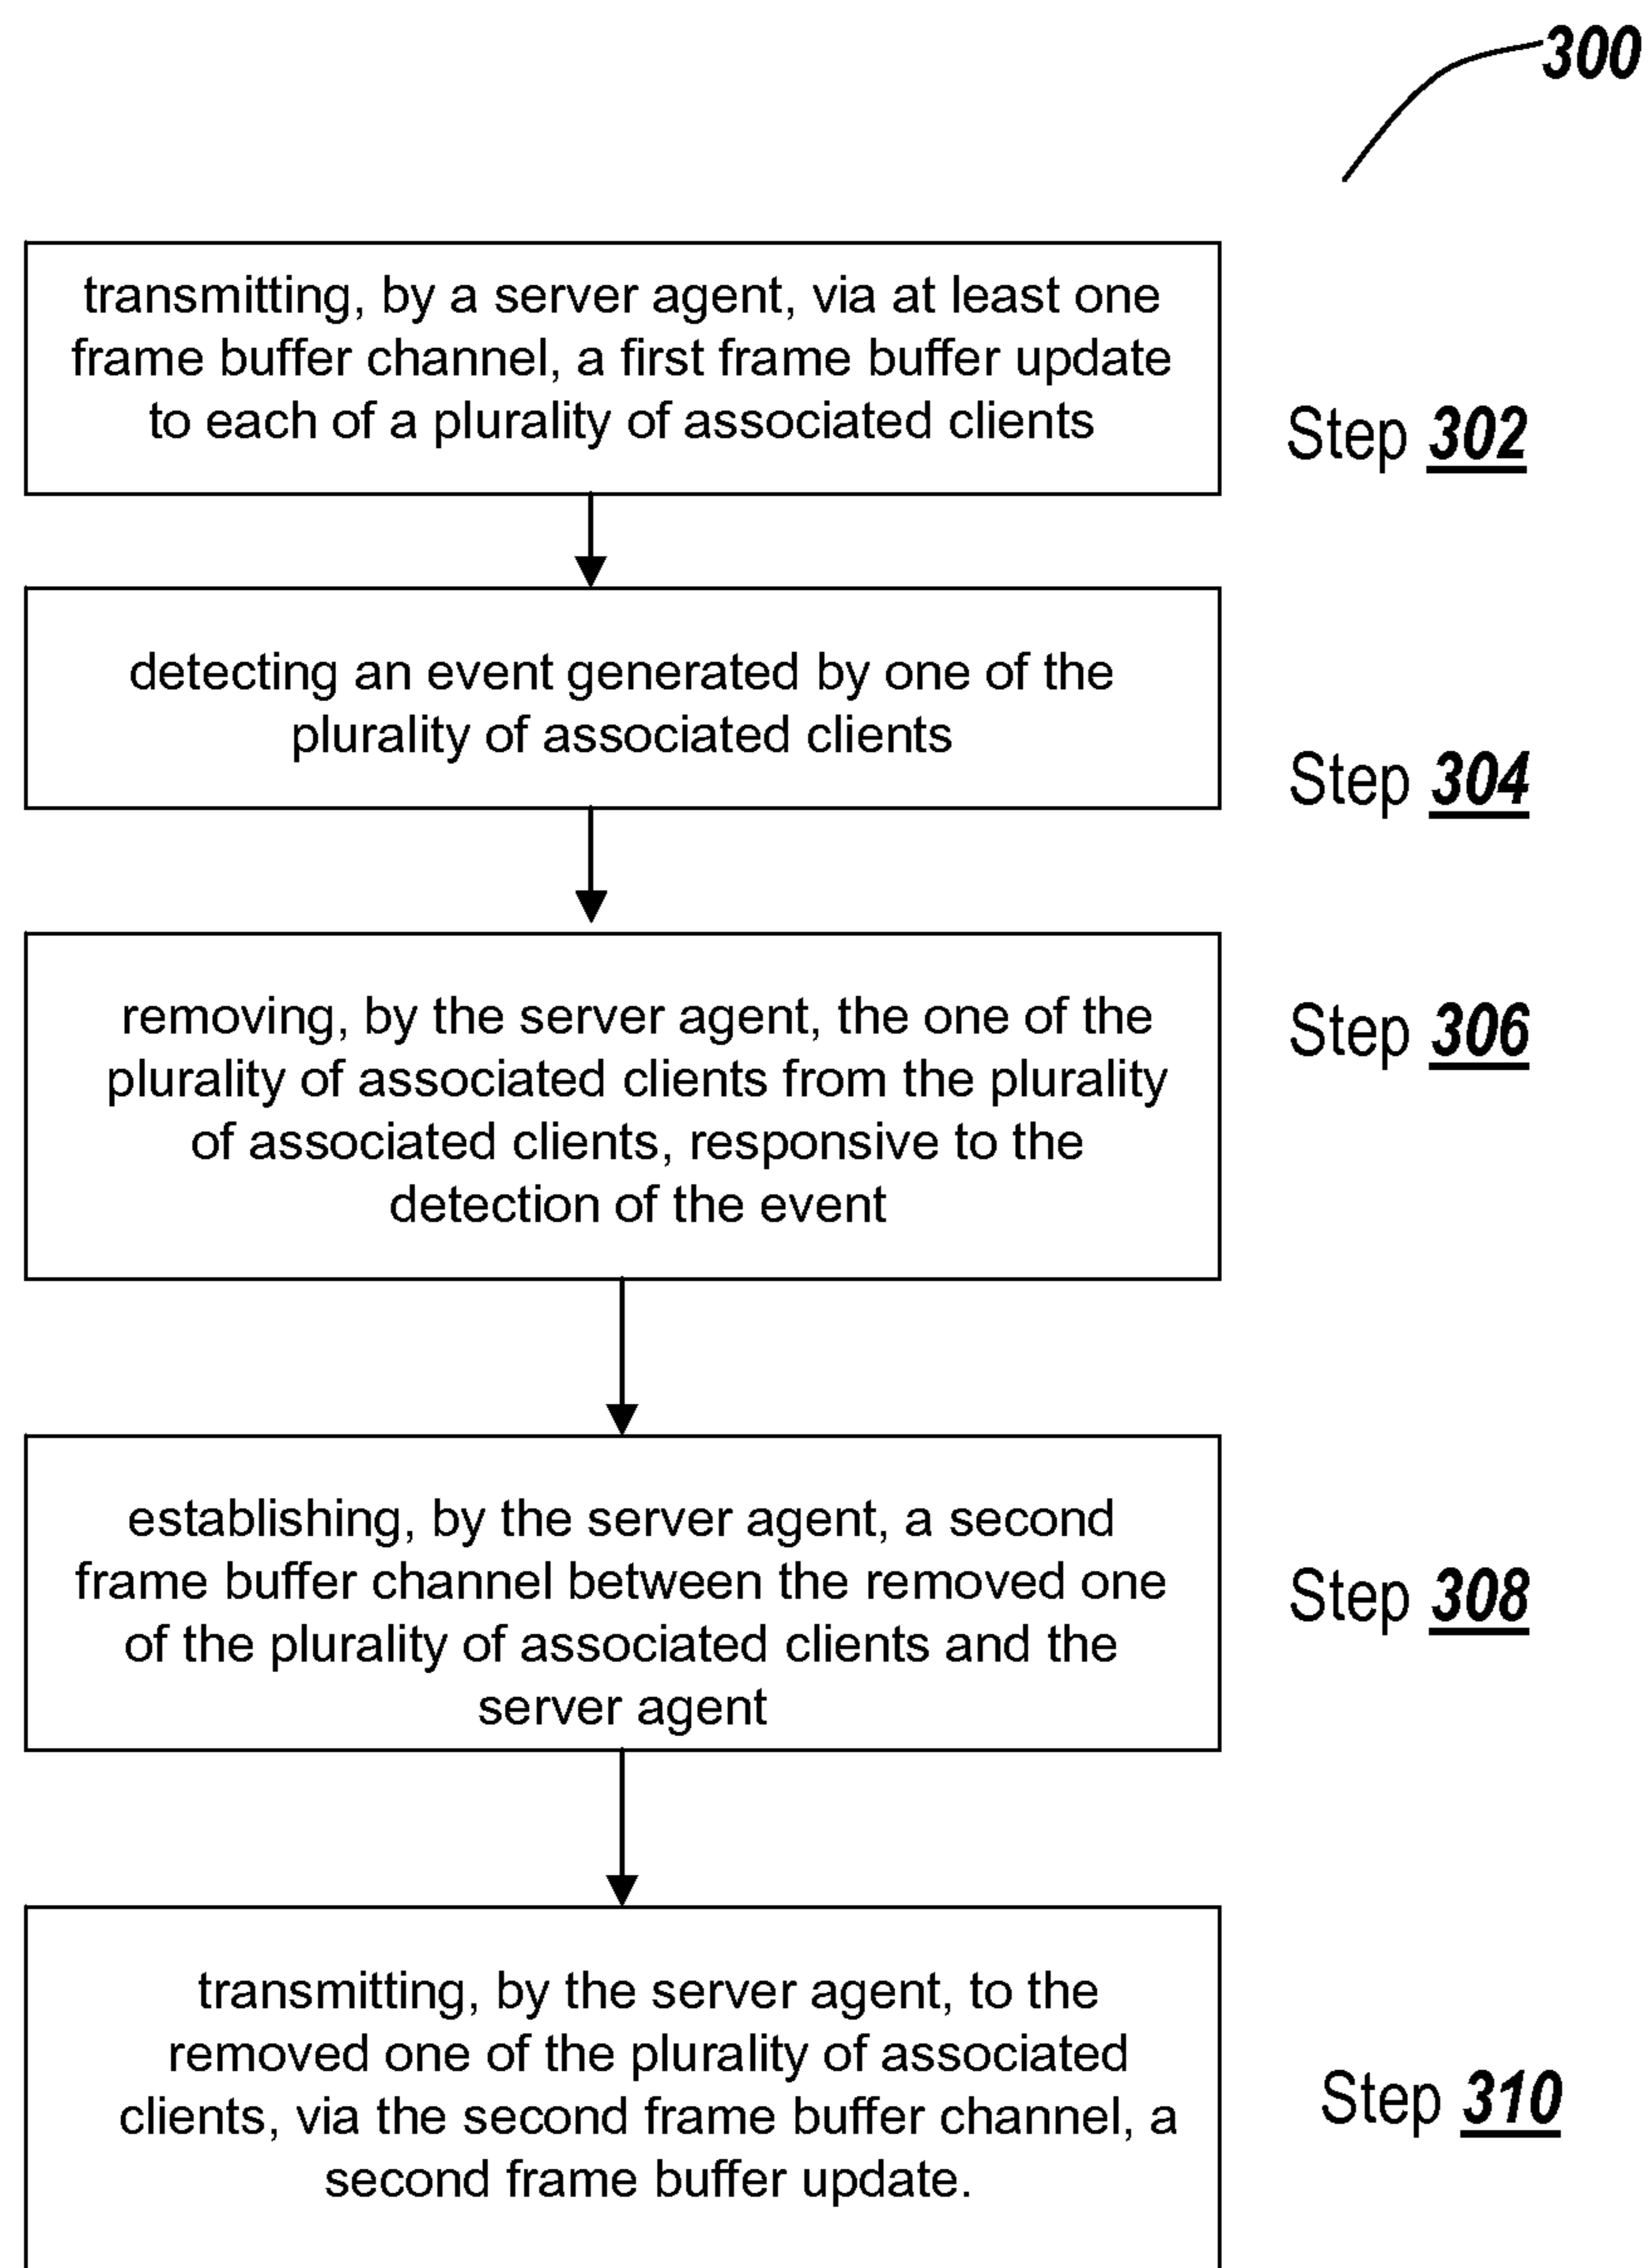 300
transmitting, by a server agent, via at least one
frame buffer channel, a first frame buffer update
to each of a plurality of associated clients
Step 302
detecting an event generated by one of the
plurality of associated clients
Step 304
removing, by the server agent, the one of the
plurality of associated clients from the plurality
of associated clients, responsive to the
detection of the event
Step 306
establishing, by the server agent, a second
frame buffer channel between the removed one
of the plurality of associated clients and the
server agent
Step 308
transmitting, by the server agent, to the
removed one of the plurality of associated
clients, via the second frame buffer channel, a
second frame buffer update.
Step 310